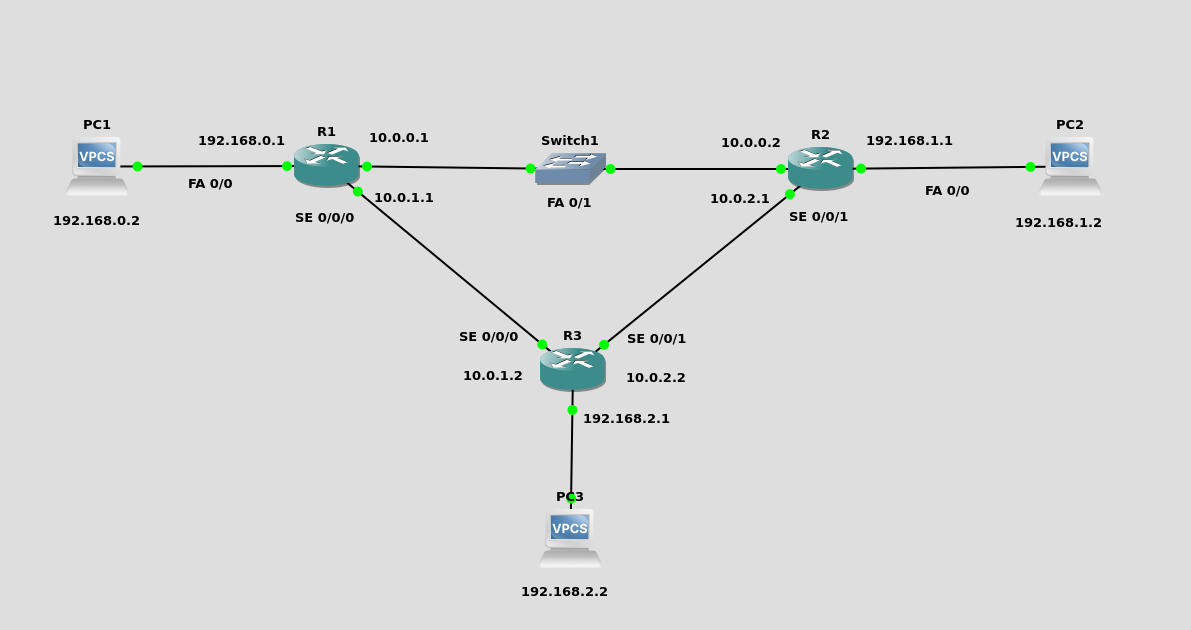 PC1
R1
Switch1
R2
PC2
192.168.0.1
10.0.0.1
10.0.0.2
192.168.1.1
VPCS
VPCS
FA 0/0
10.0.1.1
FA 0/1
10.0.2.1
FA 0/0
192.168.0.2
SE 0/0/0
SE 0/0/1
192.168.1.2
SE 0/0/0
R3
SE 0/0/1
10.0.1.2
10.0.2.2
192.168.2.1
PC3
VPCS
192.168.2.2